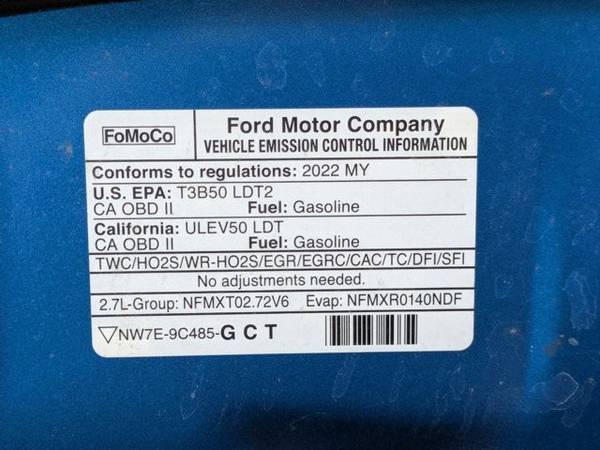 FoMoCo
Ford Motor Company
VEHICLE EMISSION CONTROL INFORMATION
Conforms to regulations: 2022 MY
U.S. EPA: T3B50 LDT2
CA OBD II Fuel: Gasoline
California: ULEV50 LDT
CA OBD II Fuel: Gasoline
TWC/HO2S/WR-HO2S/EGR/EGRC/CAC/TC/DFI/SFI
No adjustments needed.
2.7L-Group: NFMXT02.72V6 Evap: NFMXR0140NDF
NW7E-9C485-GCT